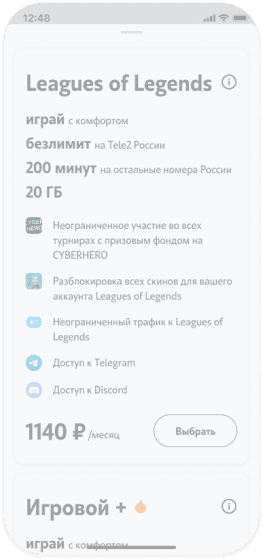 12:48
Leagues of Legends
играй с комфортом
безлимит на Tele2 России
200 минут на остальные номера России
20 ГБ
CYBER
HERO
Неограниченное участие во всех
турнирах с призовым фондом на
CYBERHERO
Разблокировка всех скинов для вашего
аккаунта Leagues of Legends
Неограниченный трафик к Leagues of
Legends
Доступ к Telegram
Доступ к Discord
1140 ₽ /месяц
Выбрать
Игровой +
играй с комфортом